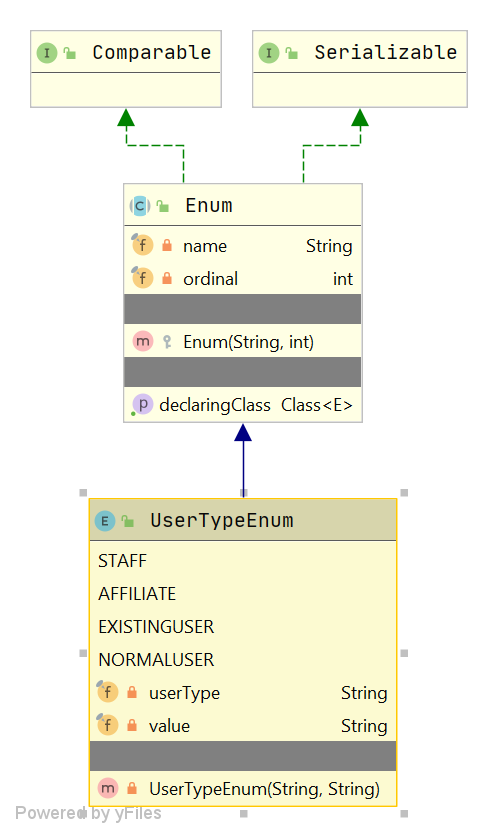 Comparable
Serializable
Enum
name String
ordinal int
Enum(String, int)
declaringClass Class<E>
UserTypeEnum
STAFF
AFFILIATE
EXISTINGUSER
NORMALUSER
userType String
value String
UserTypeEnum(String, String)
Powered by yFiles